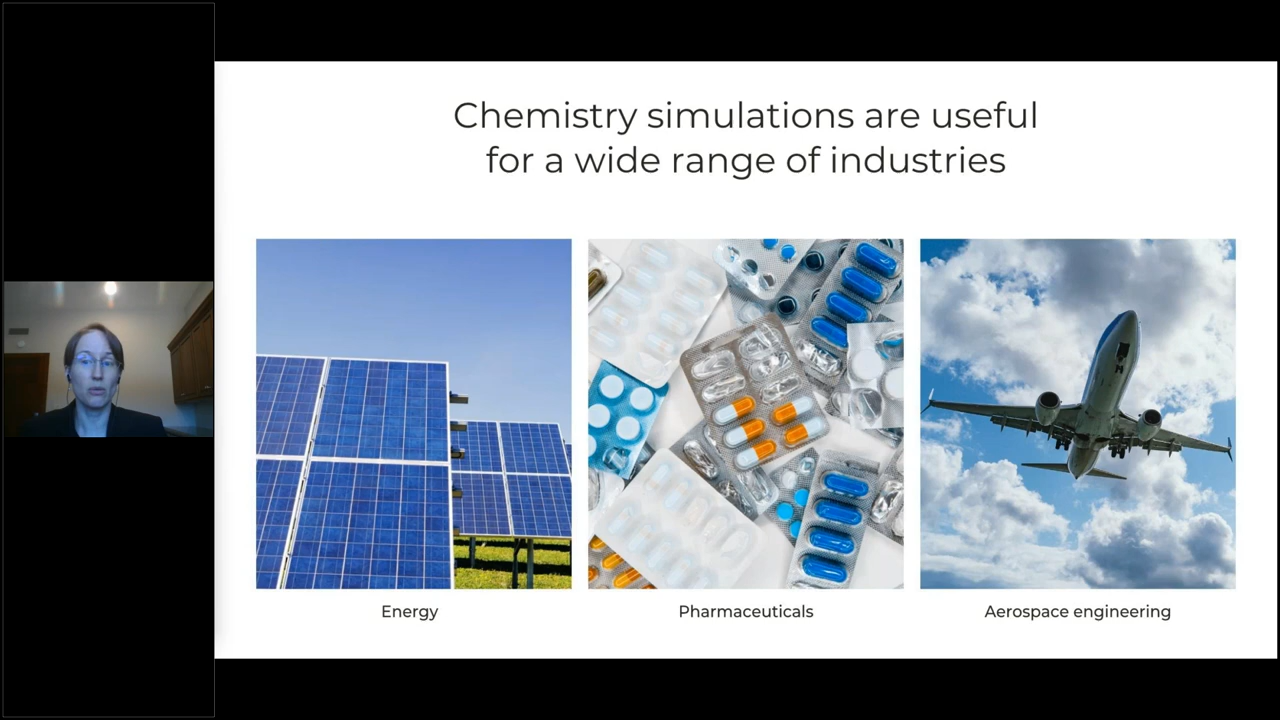 Chemistry simulations are useful
for a wide range of industries
Energy
Pharmaceuticals
Aerospace engineering